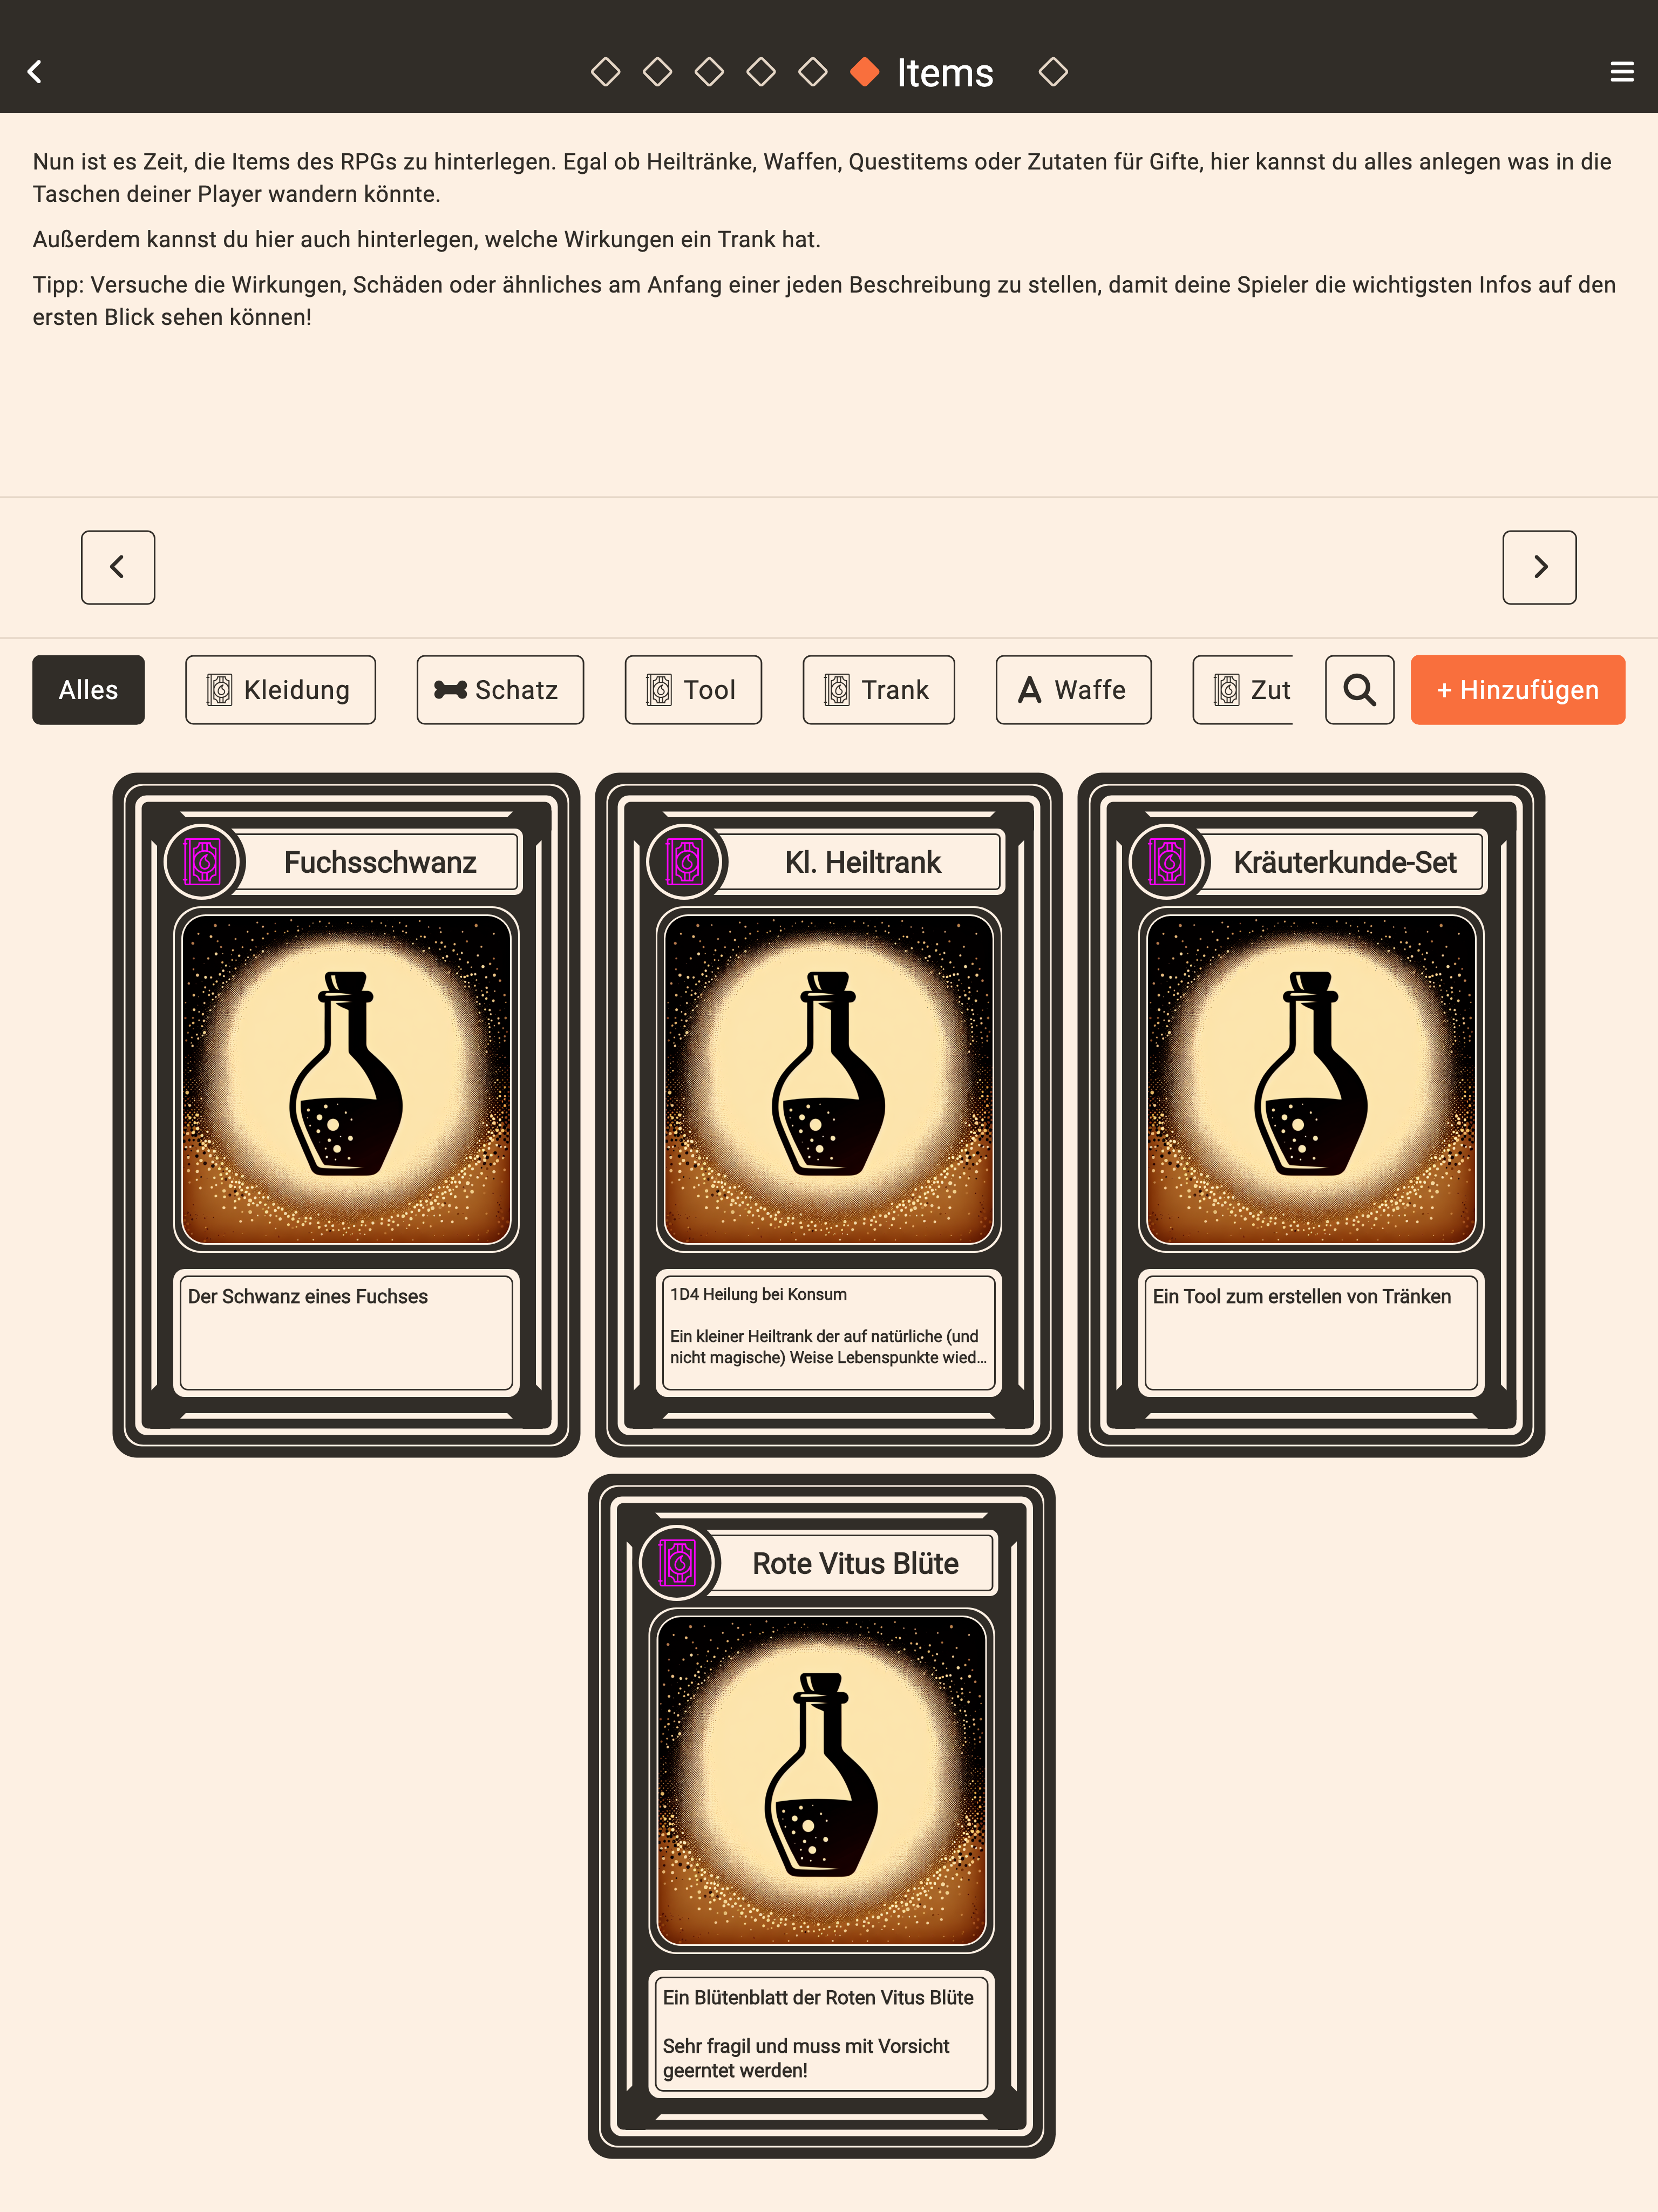 Items
Nun ist es Zeit, die Items des RPGs zu hinterlegen. Egal ob Heiltränke, Waffen, Questitems oder Zutaten für Gifte, hier kannst du alles anlegen was in die
Taschen deiner Player wandern könnte.
Außerdem kannst du hier auch hinterlegen, welche Wirkungen ein Trank hat.
Tipp: Versuche die Wirkungen, Schäden oder ähnliches am Anfang einer jeden Beschreibung zu stellen, damit deine Spieler die wichtigsten Infos auf den
ersten Blick sehen können!
Alles Kleidung Schatz Tool Trank Waffe Zut + Hinzufügen
Fuchsschwanz
Der Schwanz eines Fuchses
Kl. Heiltrank
1D4 Heilung bei Konsum
Ein kleiner Heiltrank der auf natürliche (und
nicht magische) Weise Lebenspunkte wied...
Kräuterkunde-Set
Ein Tool zum erstellen von Tränken
Rote Vitus Blüte
Ein Blütenblatt der Roten Vitus Blüte
Sehr fragil und muss mit Vorsicht
geerntet werden!